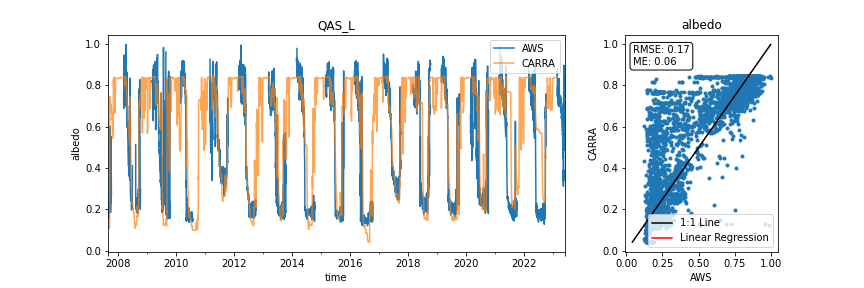 QAS_L
albedo
1.0
0.8
0.6
0.4
0.2
0.0
2008
2010
2012
2014
2016
2018
2020
2022
time
AWS
CARRA
albedo
RMSE: 0.17
ME: 0.06
CARRA
1.0
0.8
0.6
0.4
0.2
0.0
1:1 Line
Linear Regression
0.00
0.25
0.50
0.75
1.00
AWS